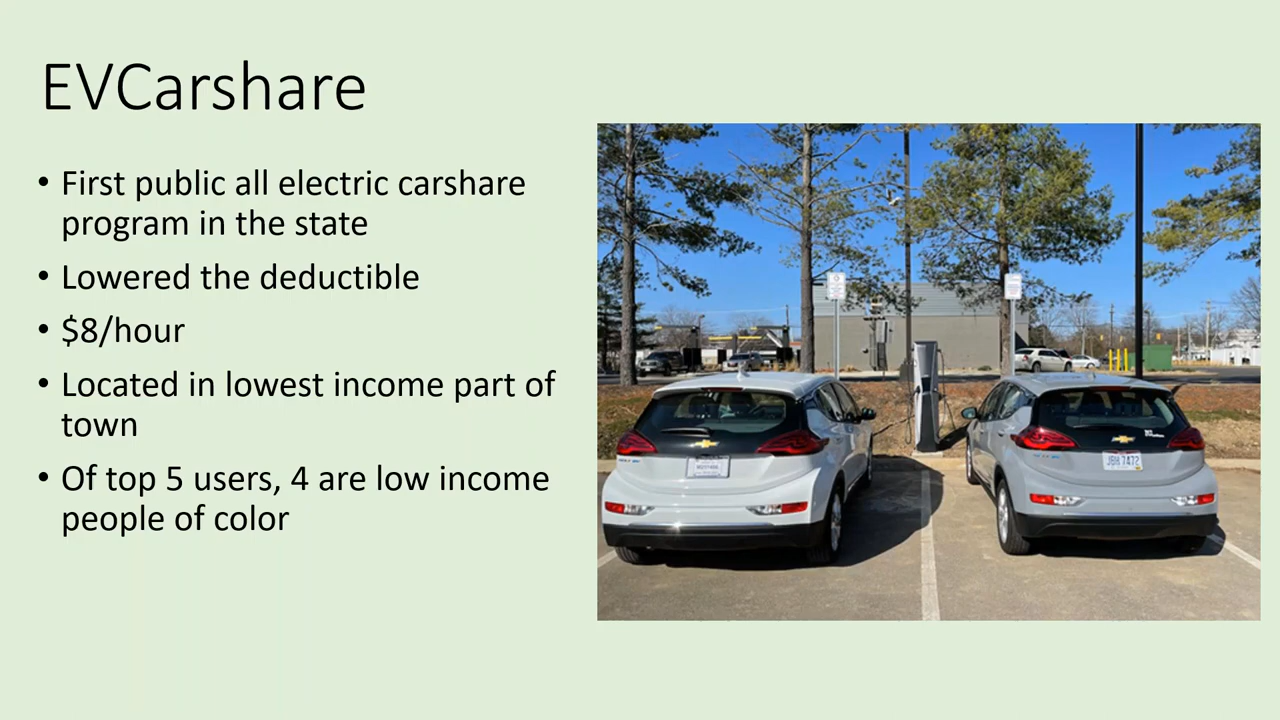 EVCarshare
• First public all electric carshare
program in the state
• Lowered the deductible
• $8/hour
• Located in lowest income part of
town
• Of top 5 users, 4 are low income
people of color